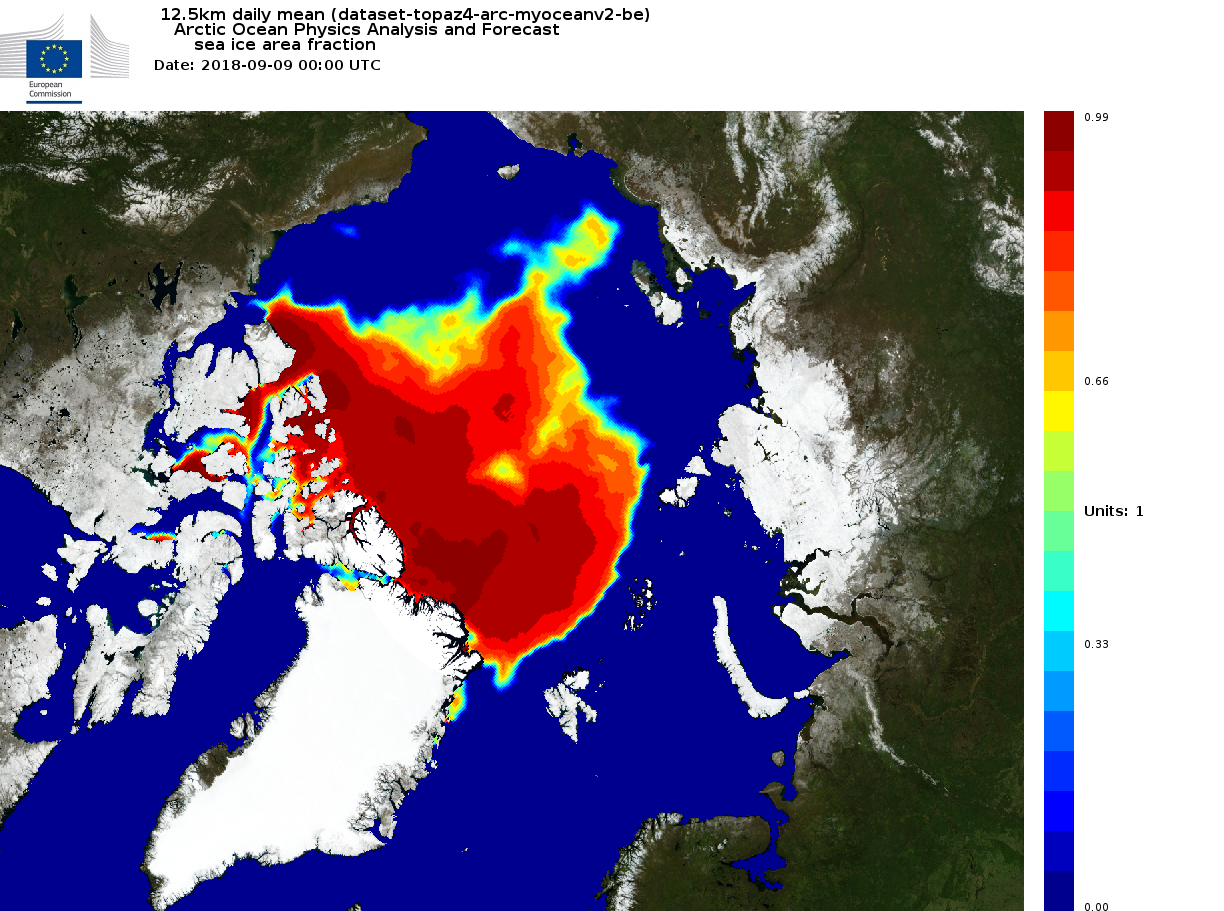 12.5km daily mean (dataset-topaz4-arc-myoceanv2-be)
Arctic Ocean Physics Analysis and Forecast
sea ice area fraction
Date: 2018-09-09 00:00 UTC
European
Commission
0.99
0.66
Units: 1
0.33
0.00